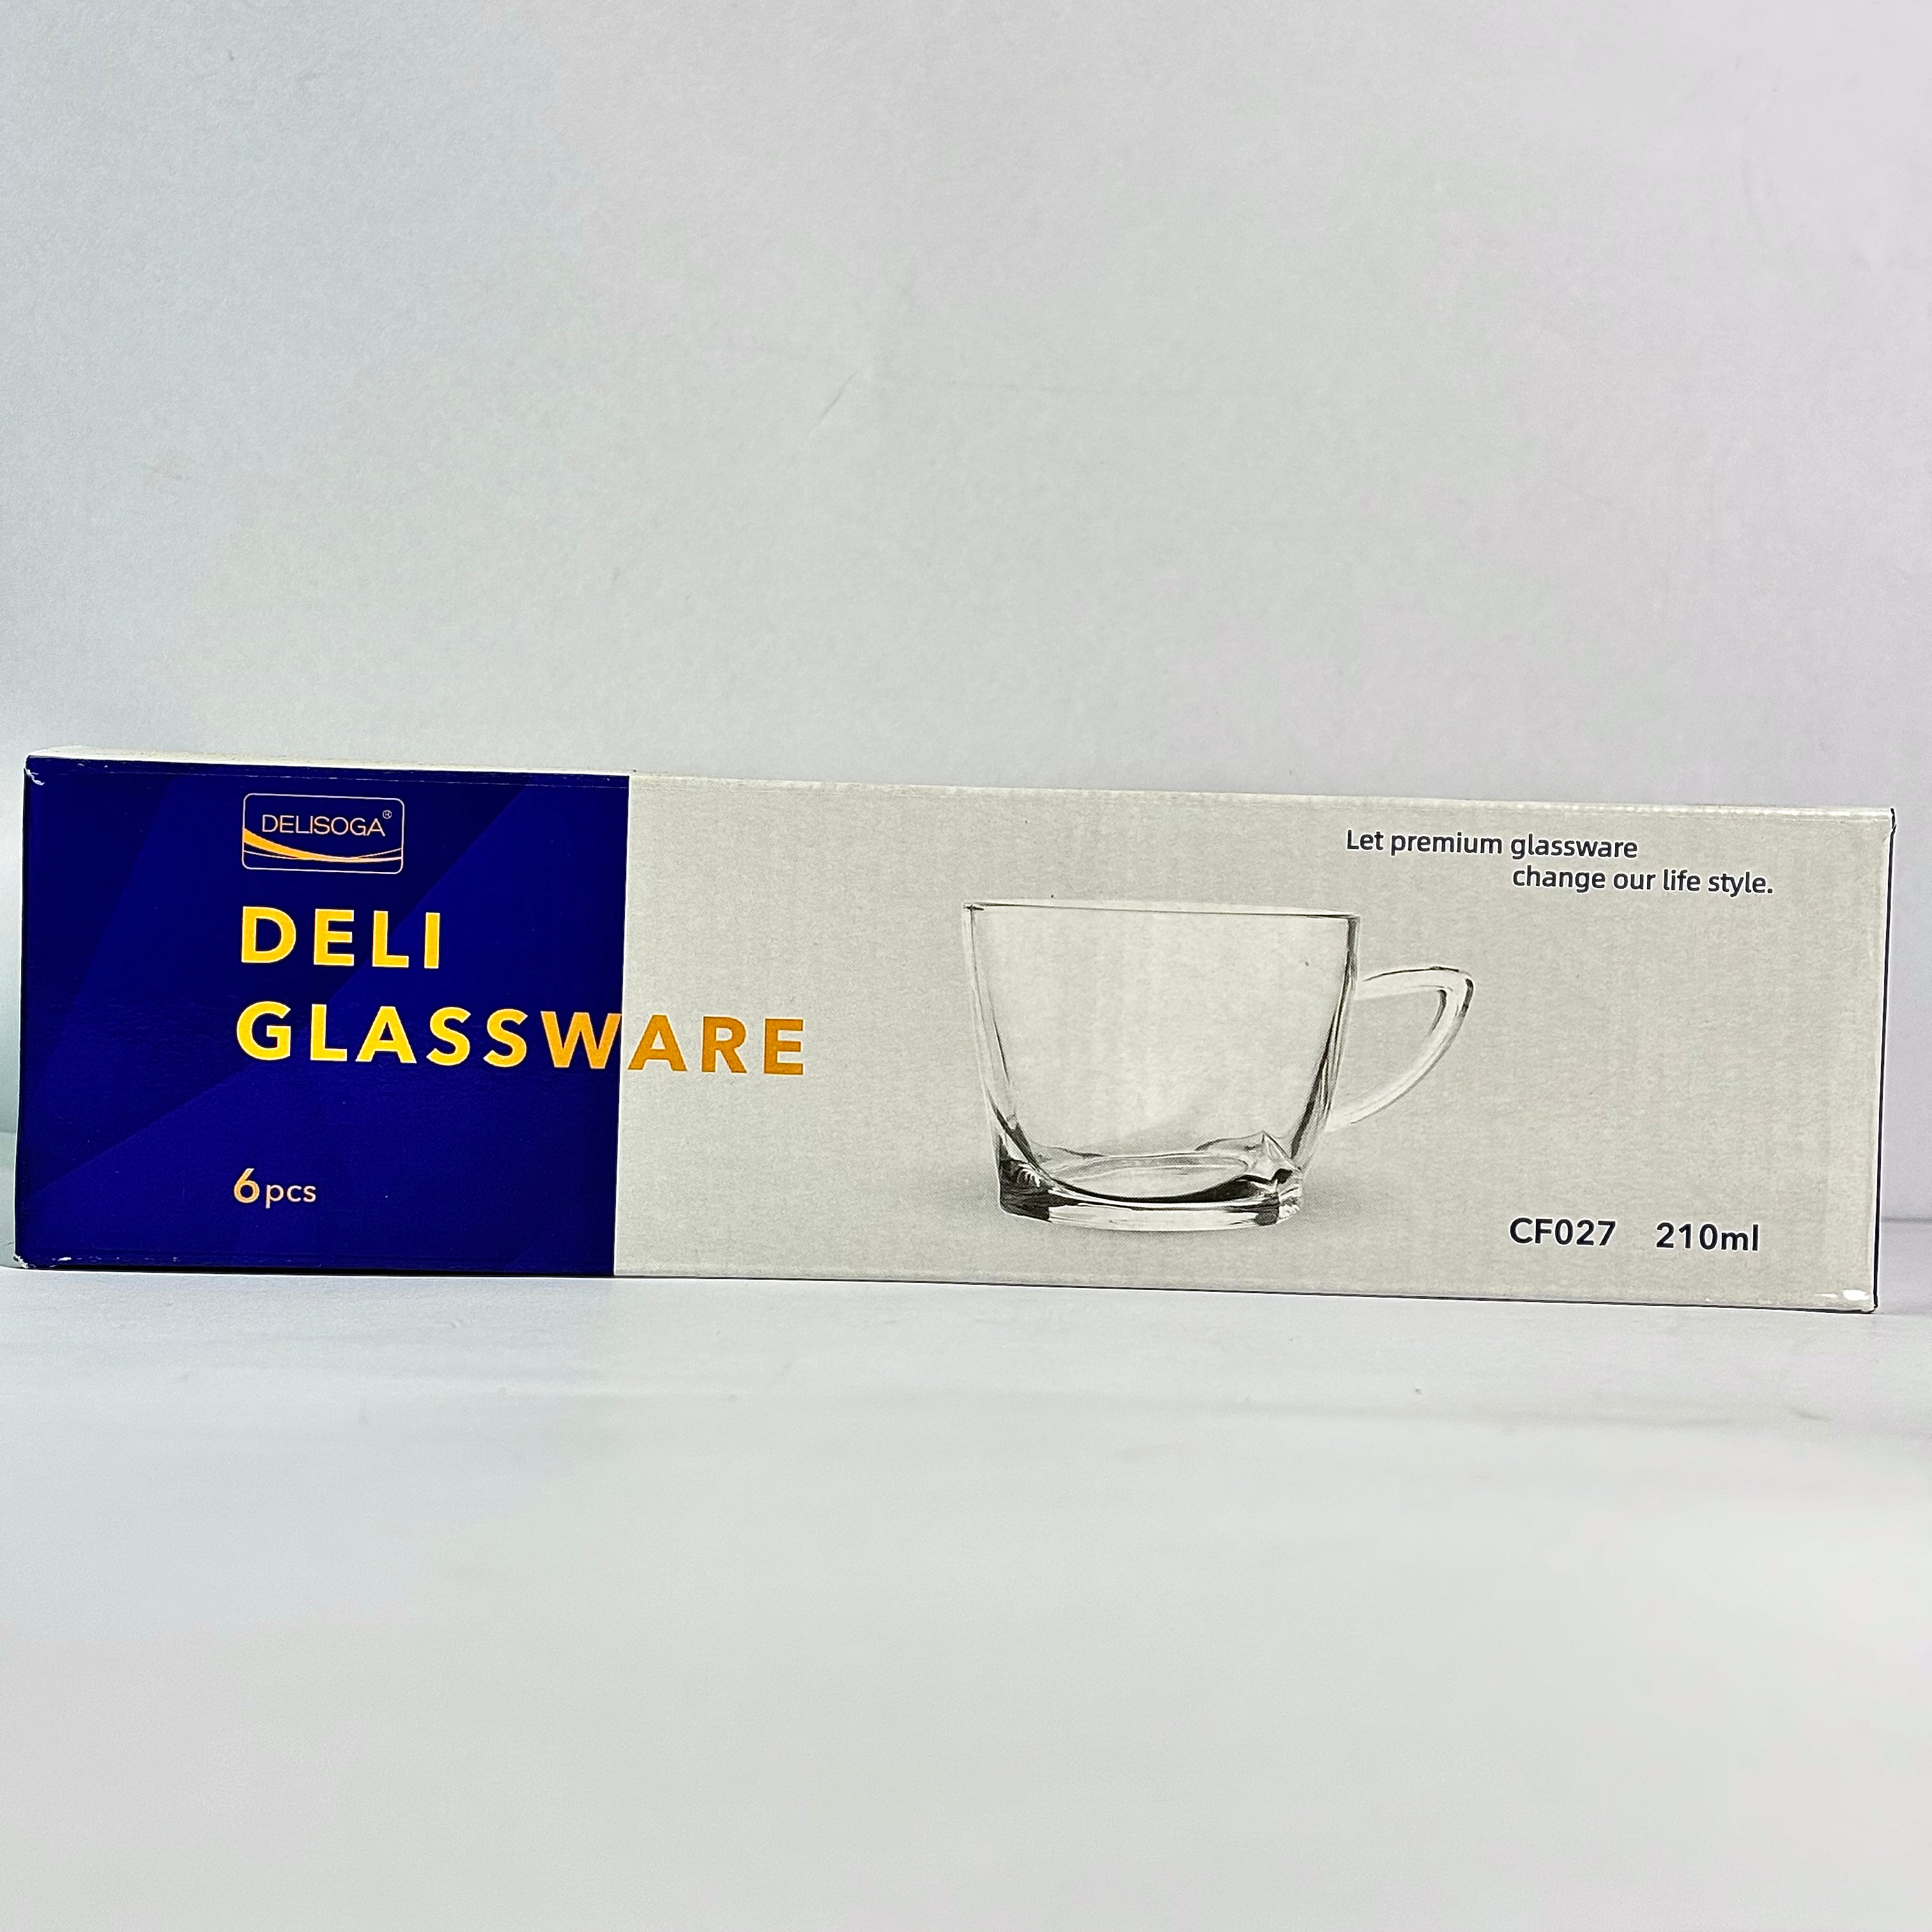 DELISOGA®
DELI
GLASSWARE
6pcs
Let premium glassware
change our life style.
CF027 210ml